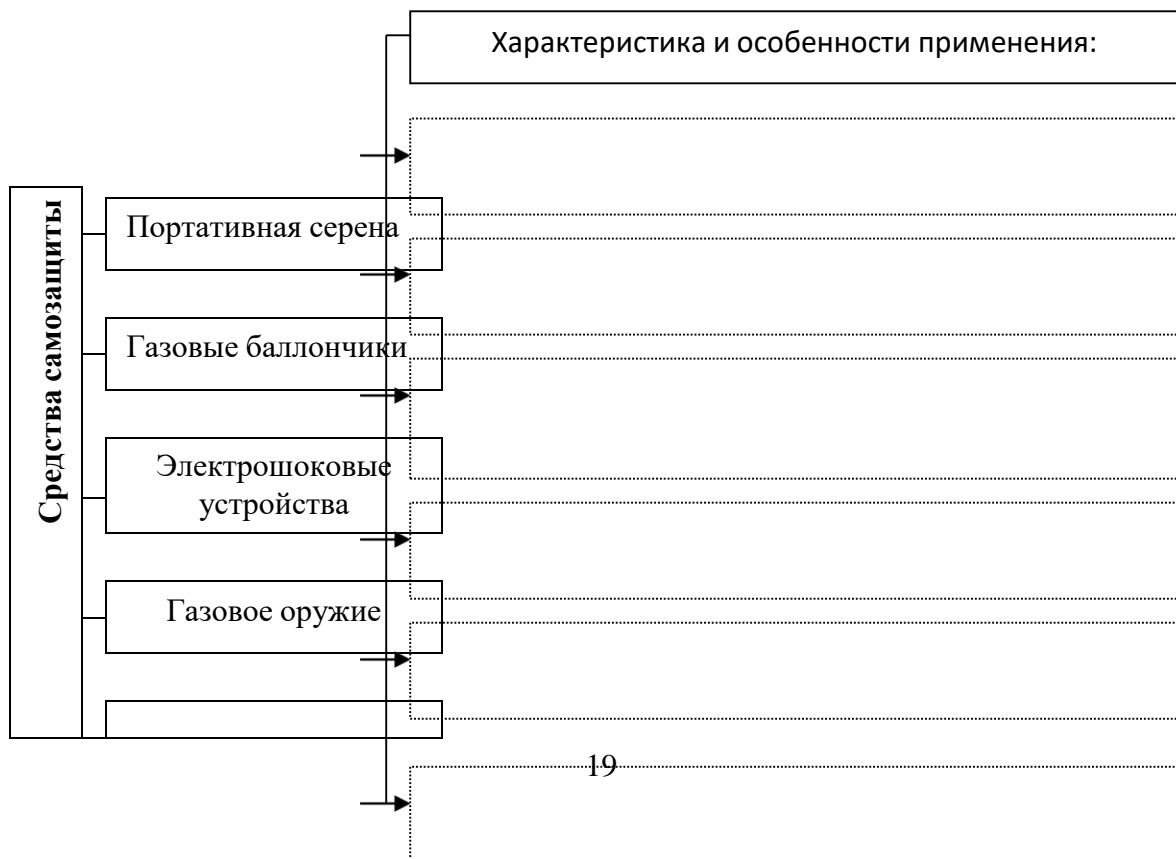 Характеристика и особенности применения:
Средства самозащиты
Портативная серена
Газовые баллончики
Электрошоковые
устройства
Газовое оружие
19